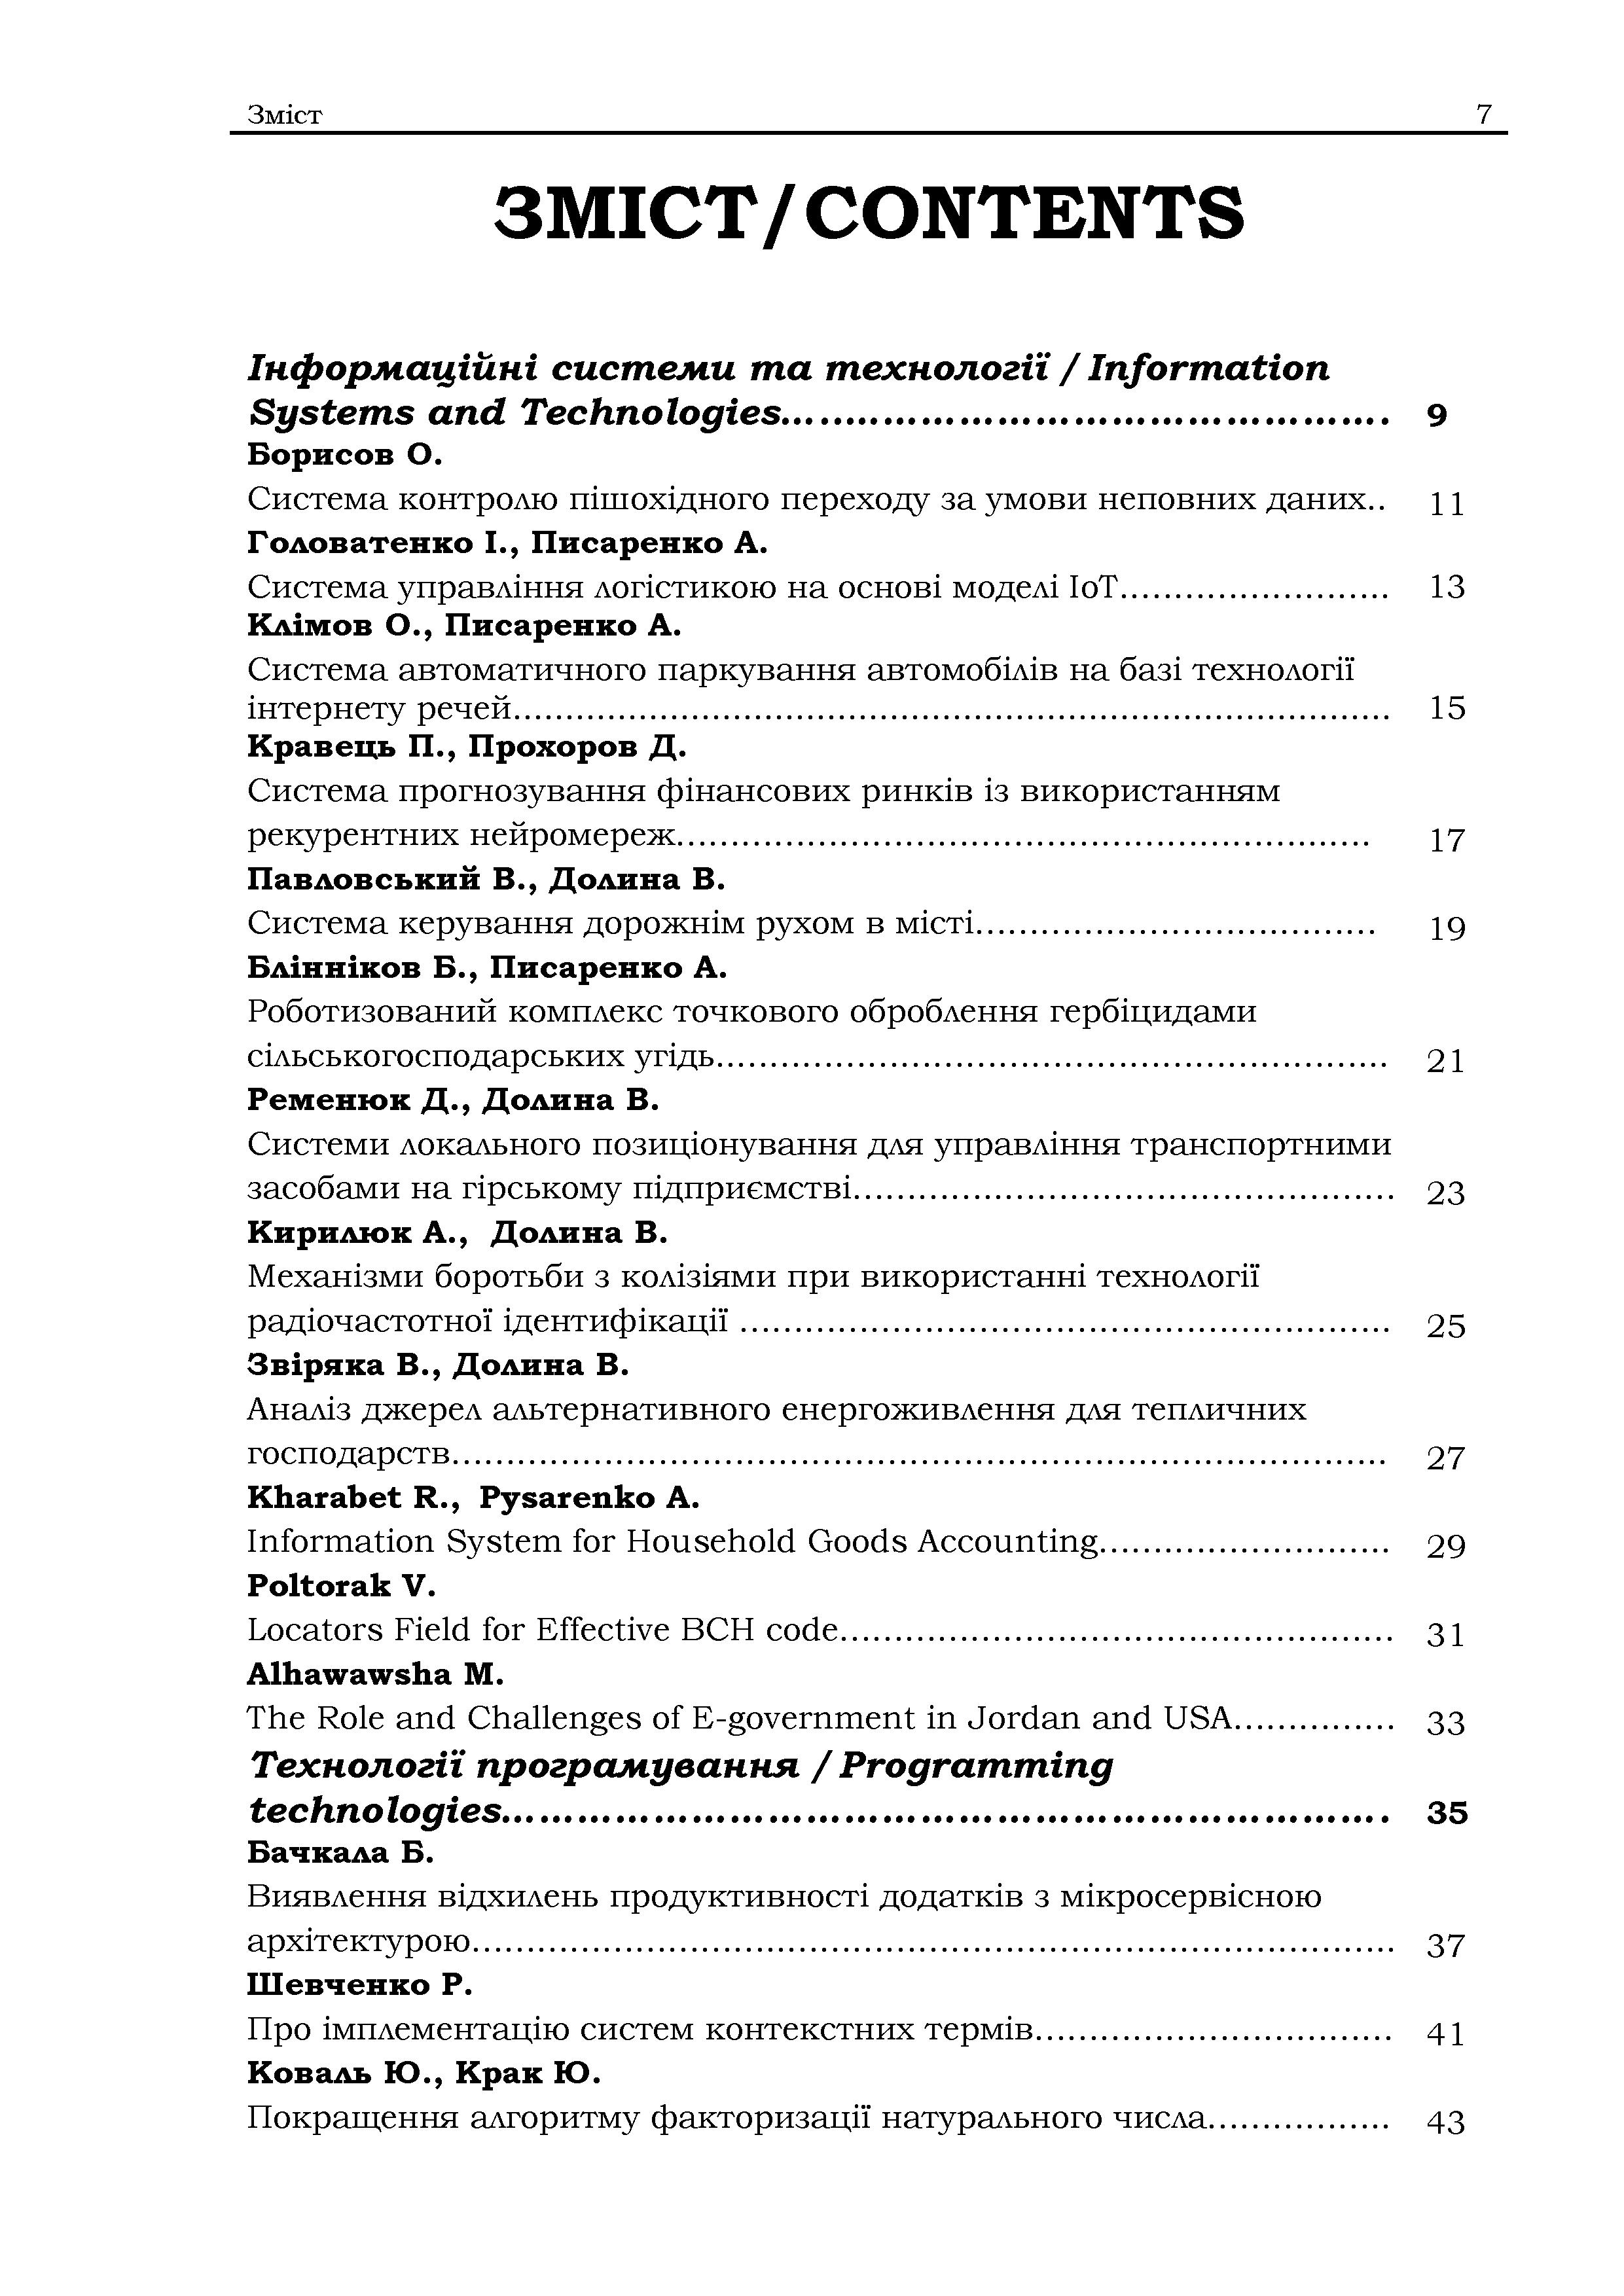 Зміст 7
ЗМІСТ/CONTENTS
Інформаційні системи та технології / Information
Systems and Technologies…………………………………………. 9
Борисов О.
Система контролю пішохідного переходу за умови неповних даних.. 11
Головатенко І., Писаренко А.
Система управління логістикою на основі моделі IoT……………………. 13
Клімов О., Писаренко А.
Система автоматичного паркування автомобілів на базі технології
інтернету речей……………………………………………………………………… 15
Кравець П., Прохоров Д.
Система прогнозування фінансових ринків із використанням
рекурентних нейромереж……………………………………………………… 17
Павловський В., Долина В.
Система керування дорожнім рухом в місті……………………………… 19
Блінніков Б., Писаренко А.
Роботизований комплекс точкового оброблення гербіцидами
сільськогосподарських угідь…………………………………………………… 21
Ременюк Д., Долина В.
Системи локального позиціонування для управління транспортними
засобами на гірському підприємстві………………………………………… 23
Кирилюк А., Долина В.
Механізми боротьби з колізіями при використанні технології
радіочастотної ідентифікації ………………………………………………….. 25
Звіряка В., Долина В.
Аналіз джерел альтернативного енергоживлення для тепличних
господарств………………………………………………………………………… 27
Kharabet R., Pysarenko A.
Information System for Household Goods Accounting……………………… 29
Poltorak V.
Locators Field for Effective BCH code…………………………………………… 31
Alhawawsha M.
The Role and Challenges of E-government in Jordan and USA…………… 33
Технології програмування / Programming
technologies……………………………………………………………. 35
Бачкала Б.
Виявлення відхилень продуктивності додатків з мікросервісною
архітектурою………………………………………………………………………… 37
Шевченко Р.
Про імплементацію систем контекстних термів…………………………… 41
Коваль Ю., Крак Ю.
Покращення алгоритму факторизації натурального числа…………….. 43